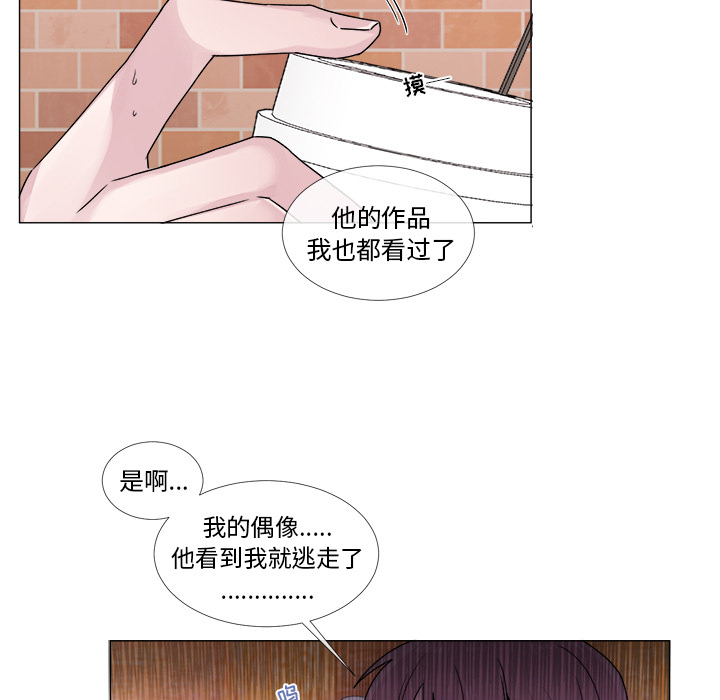 摸
他的作品
我也都看过了
是啊...
我的偶像.....
他看到我就逃走了
..............
呜